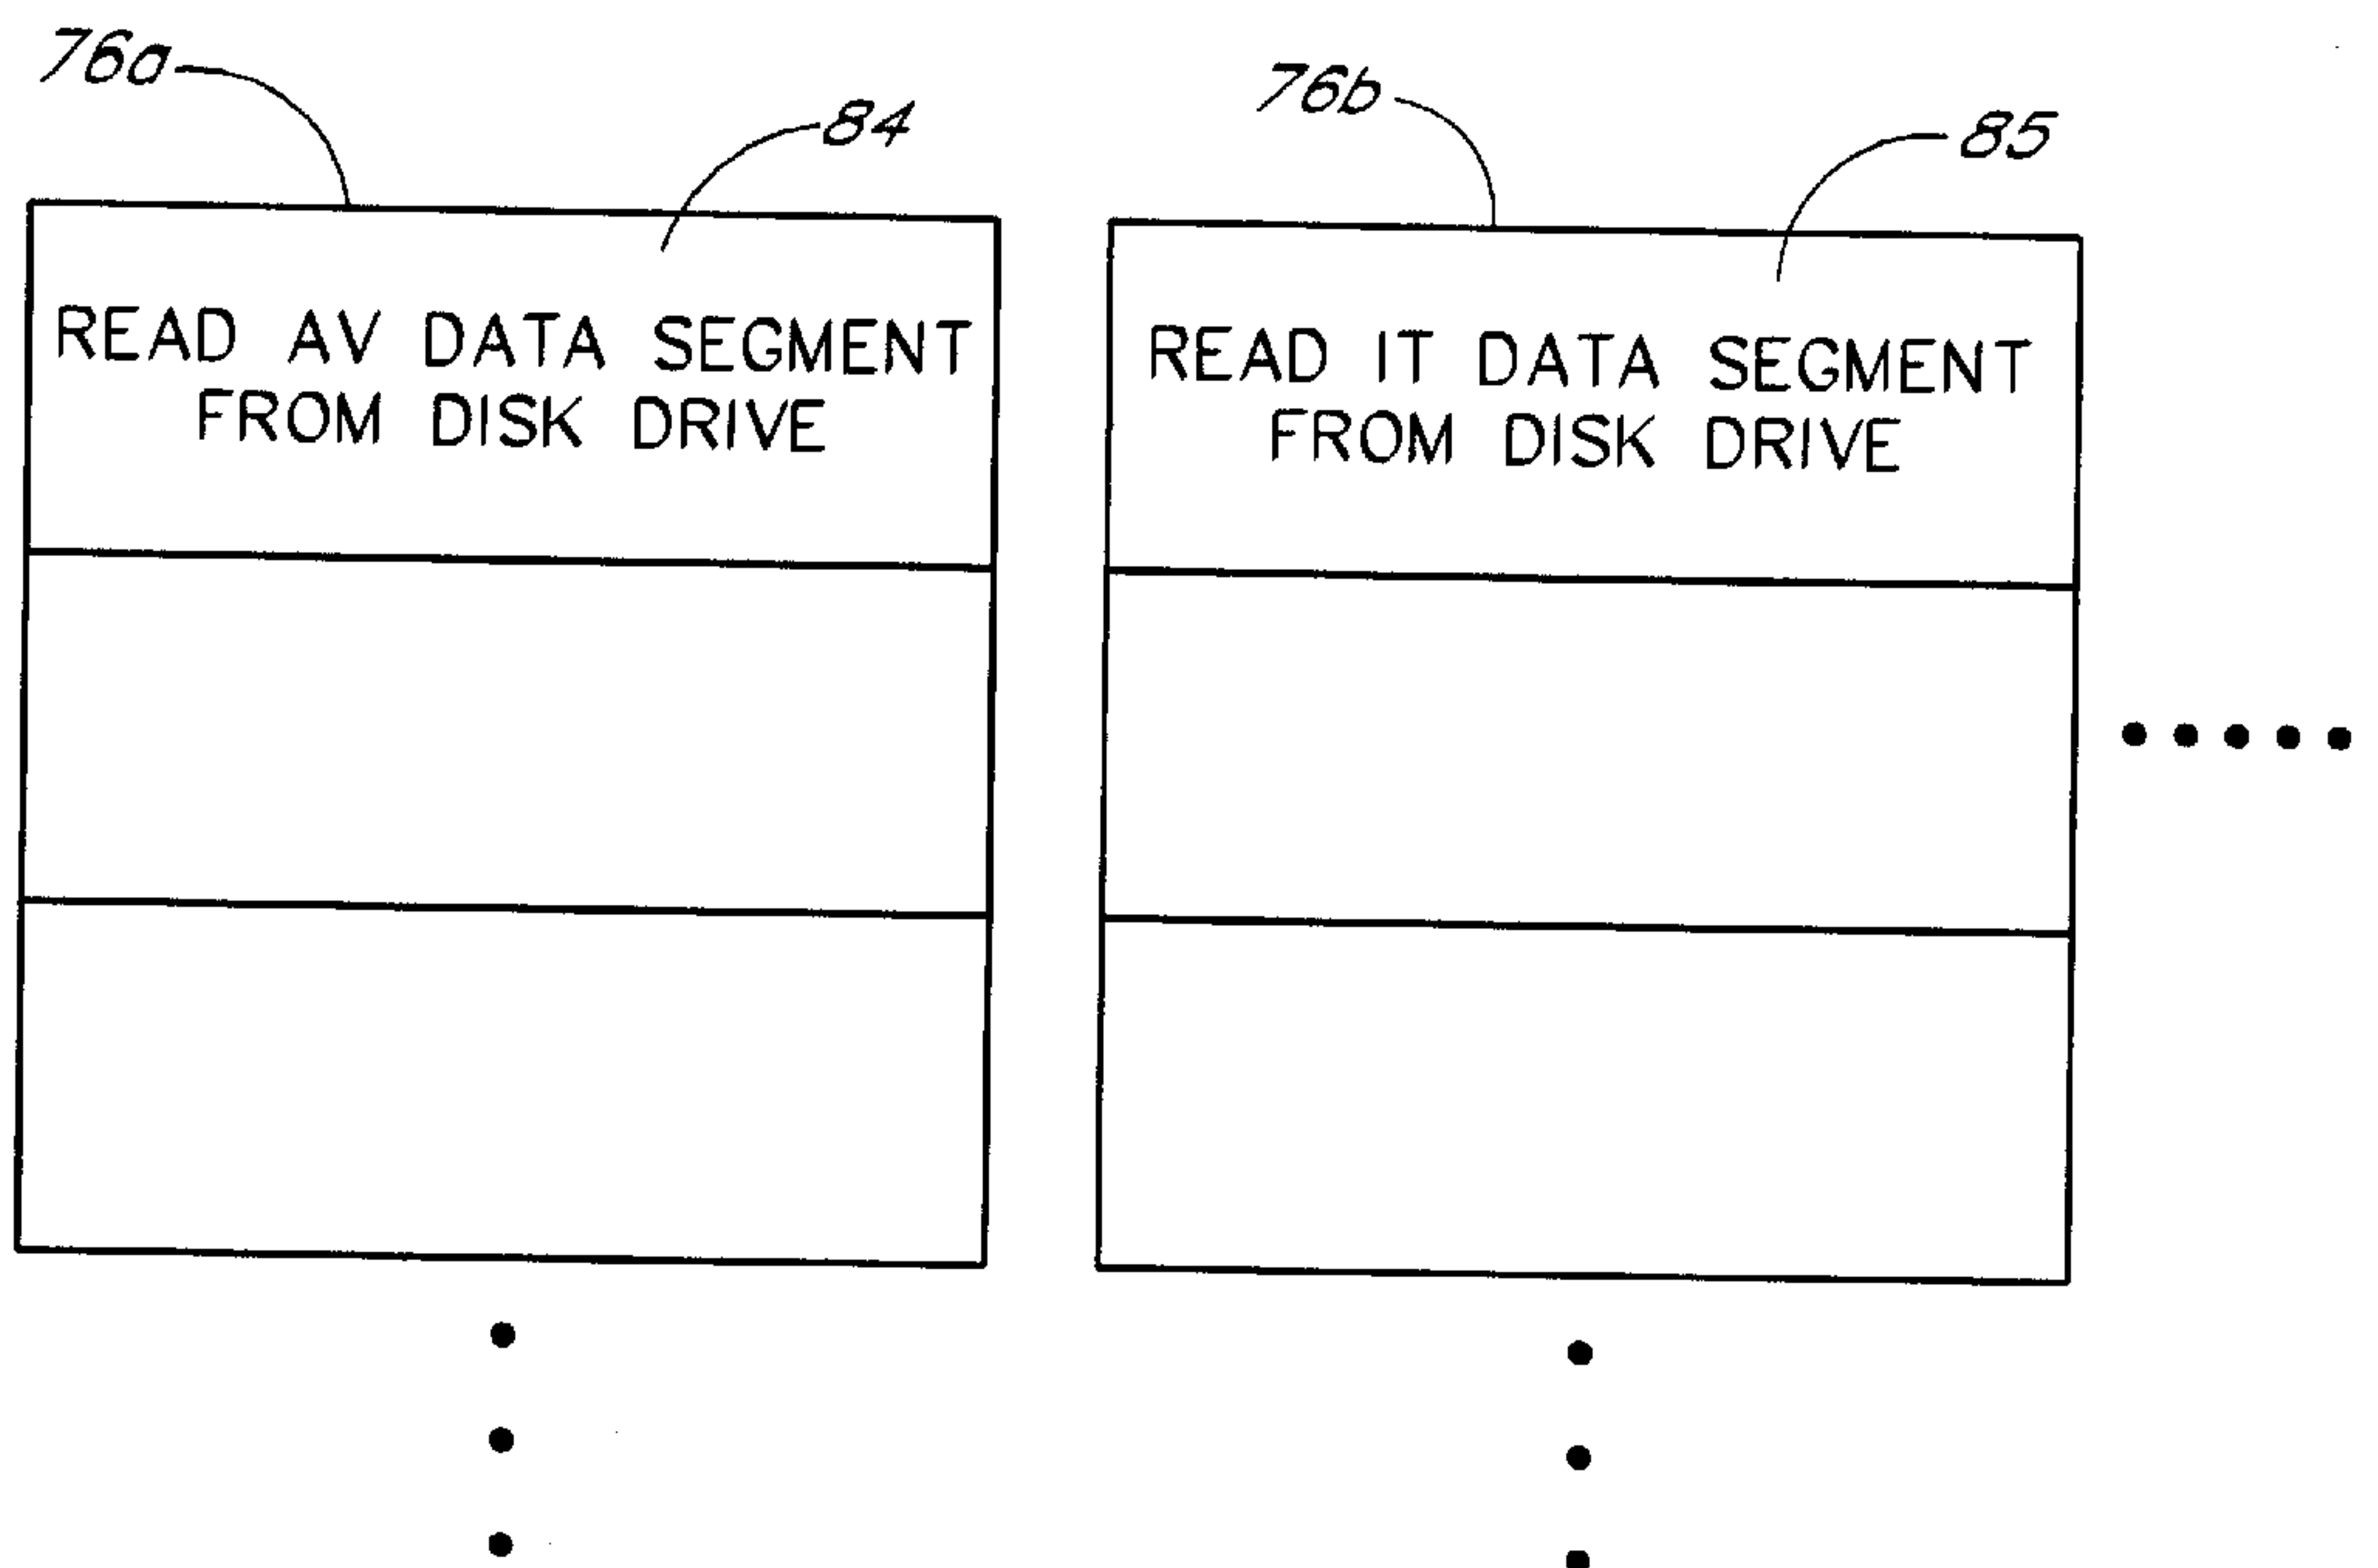 76a
84
76b
85
READ AV DATA SEGMENT
FROM DISK DRIVE
READ IT DATA SEGMENT
FROM DISK DRIVE